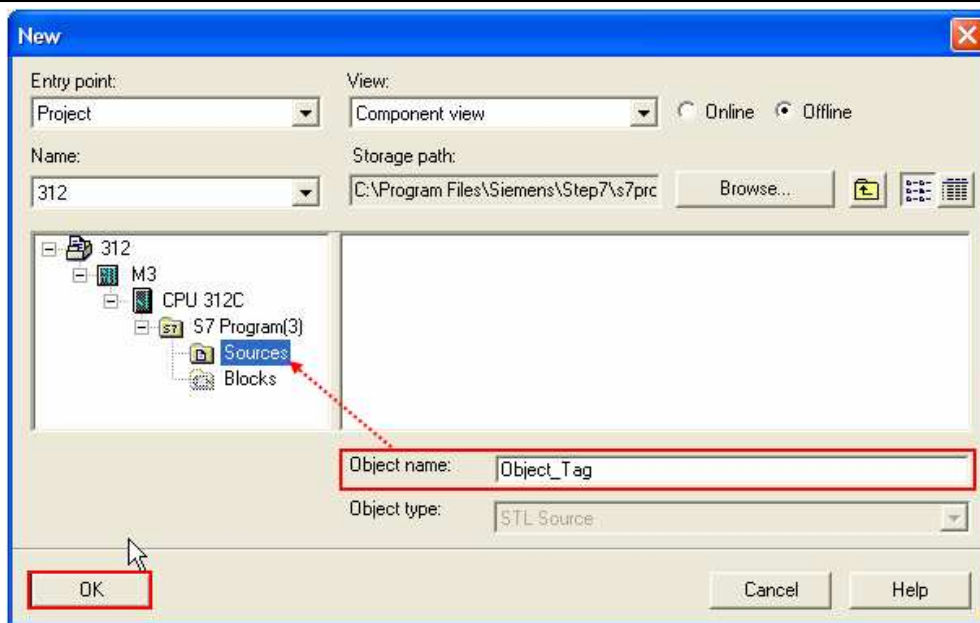 New
Entry point:
View:
Project
Component view
Online
Offline
Name:
Storage path:
312
C:\Program Files\Siemens\Step7\s7prc
Browse...
312
M3
CPU 312C
S7 Program(3)
Sources
Blocks
Object name:
Object_Tag
Object type:
STL Source
OK
Cancel
Help